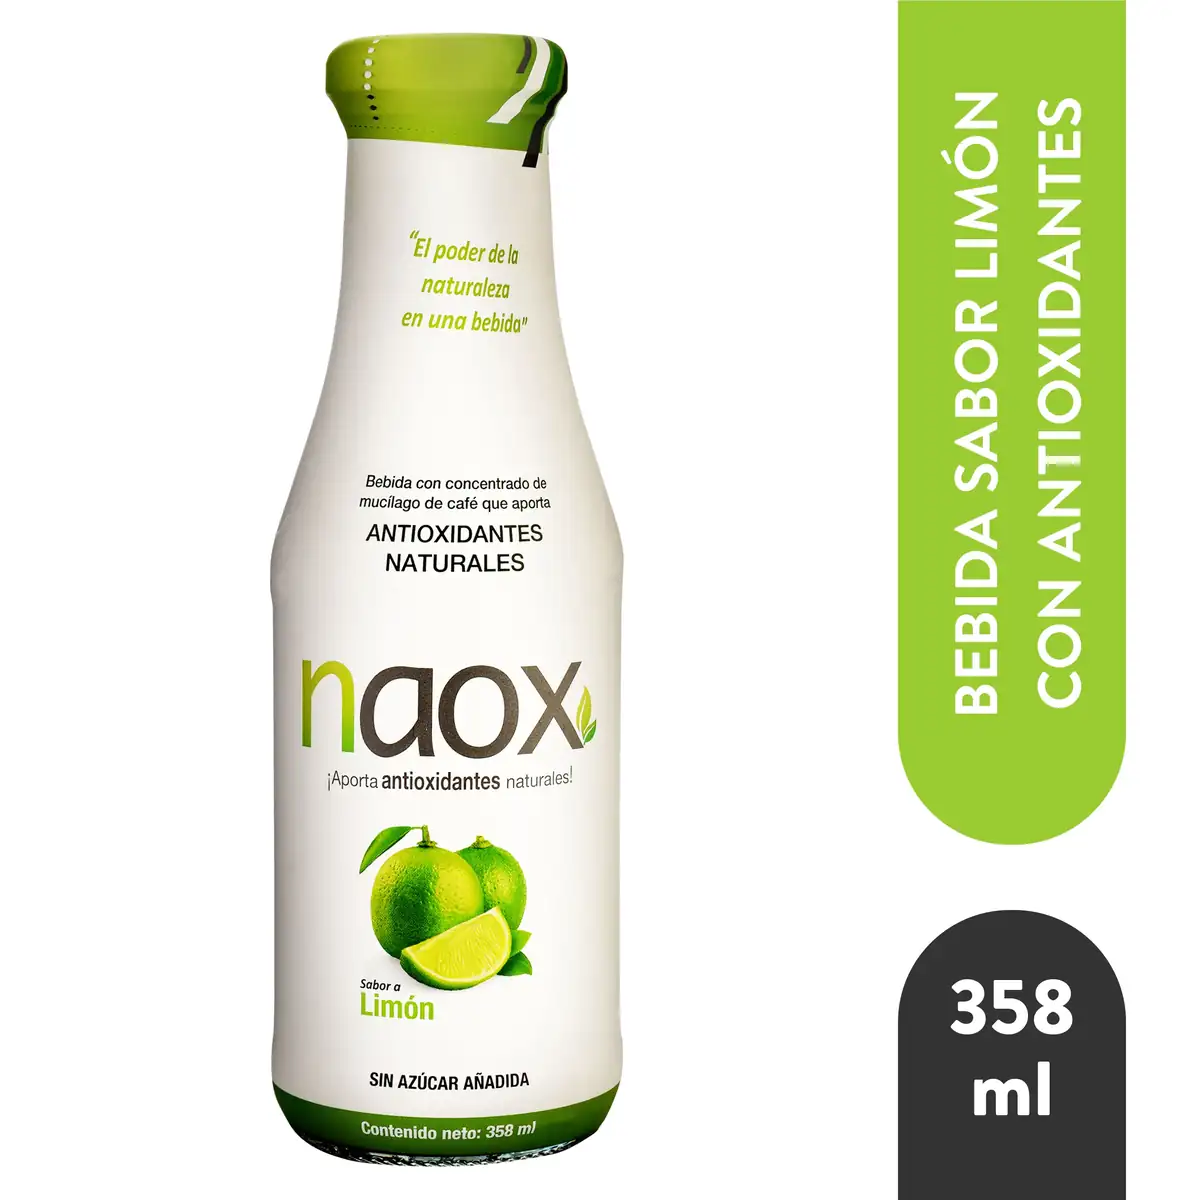 “El poder de la
naturaleza
en una bebida”
Bebida con concentrado de
mucílago de café que aporta
ANTIOXIDANTES
NATURALES
naox
¡Aporta antioxidantes naturales!
Sabor a
Limón
SIN AZÚCAR AÑADIDA
Contenido neto: 358 ml
BEBIDA SABOR LIMÓN
CON ANTIOXIDANTES
358
ml